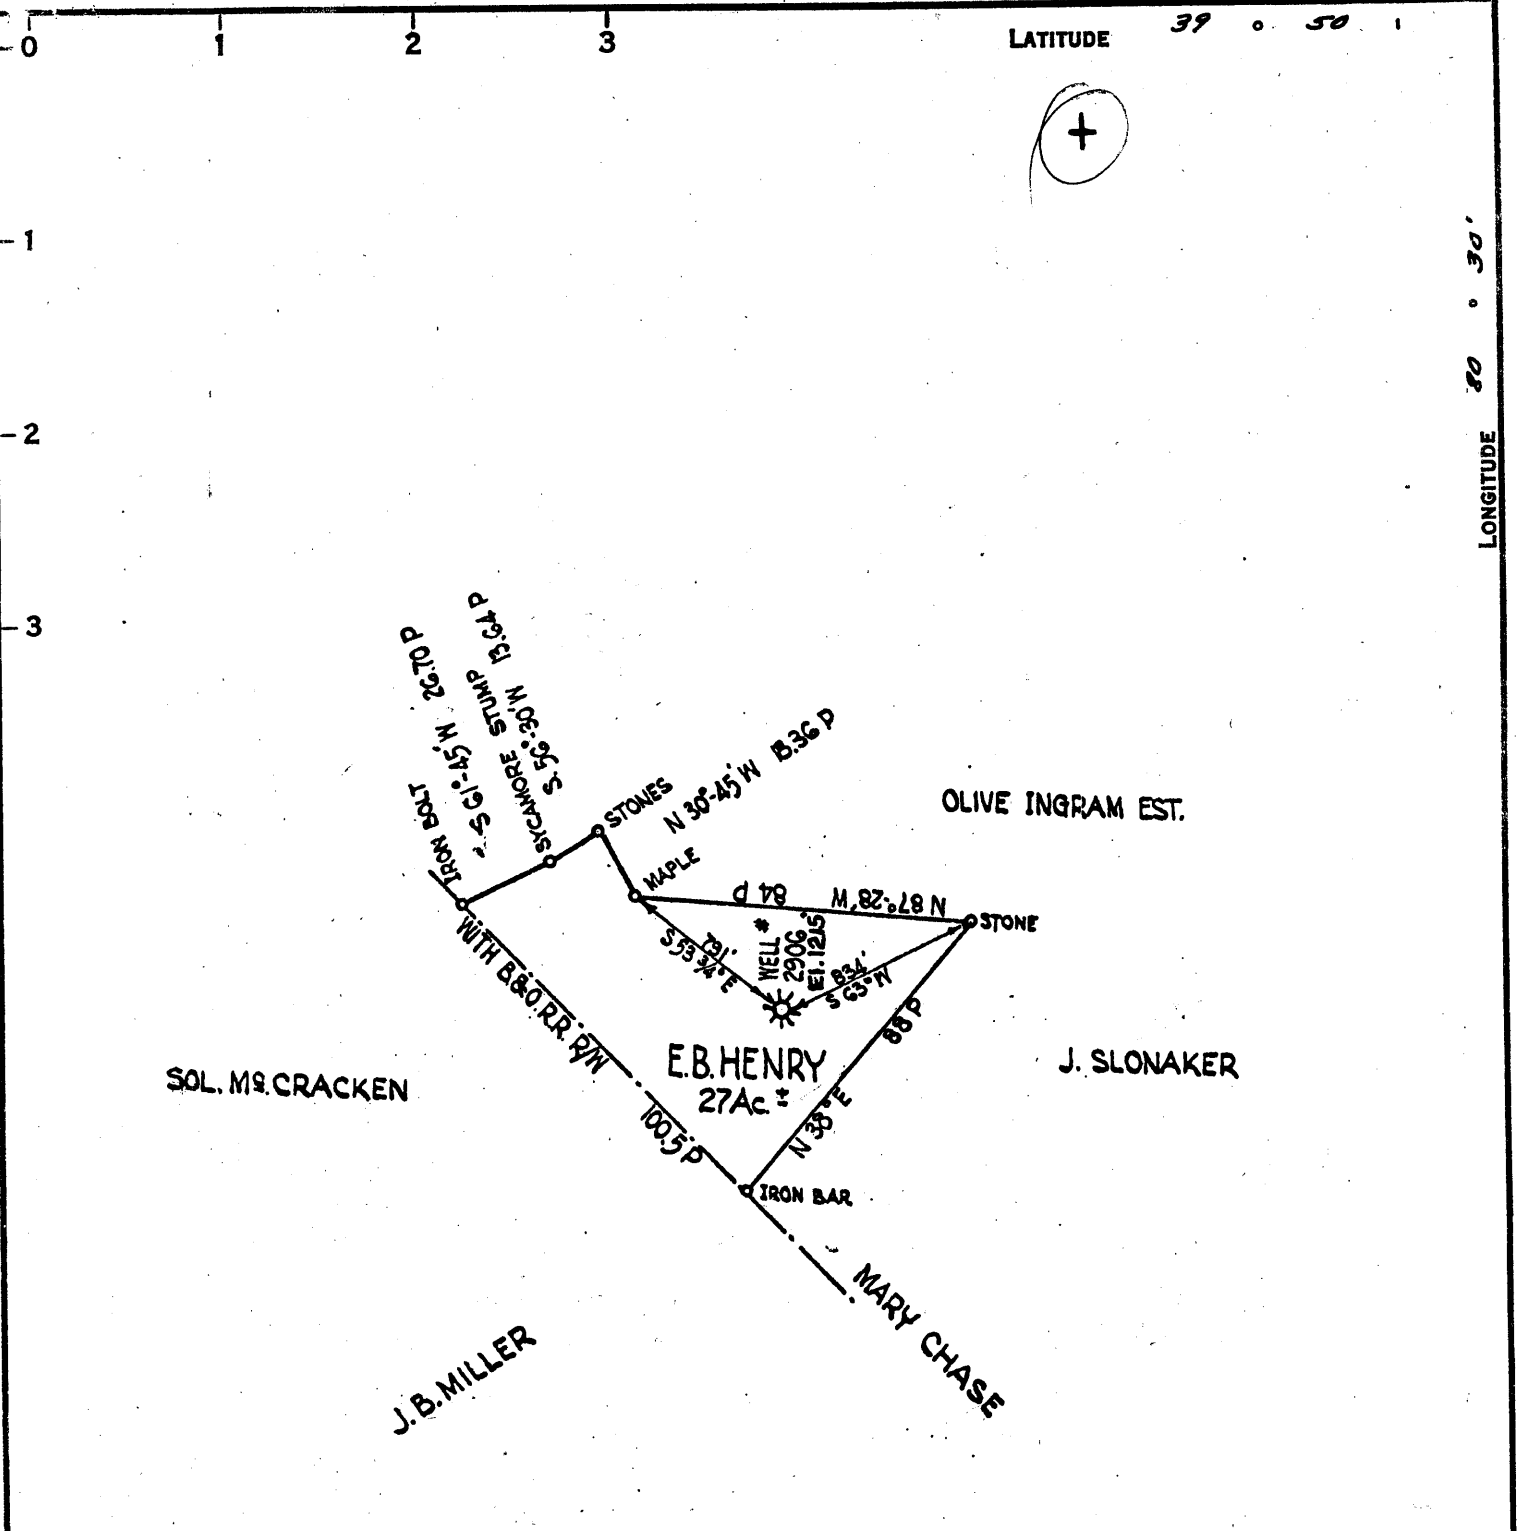 0 1 2 3
LATITUDE 39 ° 50 '
1
2
3
LONGITUDE 80 ° 30'
IRON BOLT
S 61°-45' W 26.70 P
SYCAMORE STUMP
S. 56°-30' W 13.64 P
STONES
N 30°-45' W 13.36 P
MAPLE
OLIVE INGRAM EST.
N 87°-28' W 84 P
STONE
WELL #
2906
El. 1215'
761'
S 53 3/4° E
834'
S 63° W
WITH B.&O.R.R. R/W
100.5 P
E.B. HENRY
27 Ac. ±
88 P
N 38° E
J. SLONAKER
SOL. Mc. CRACKEN
IRON BAR
MARY CHASE
J. B. MILLER